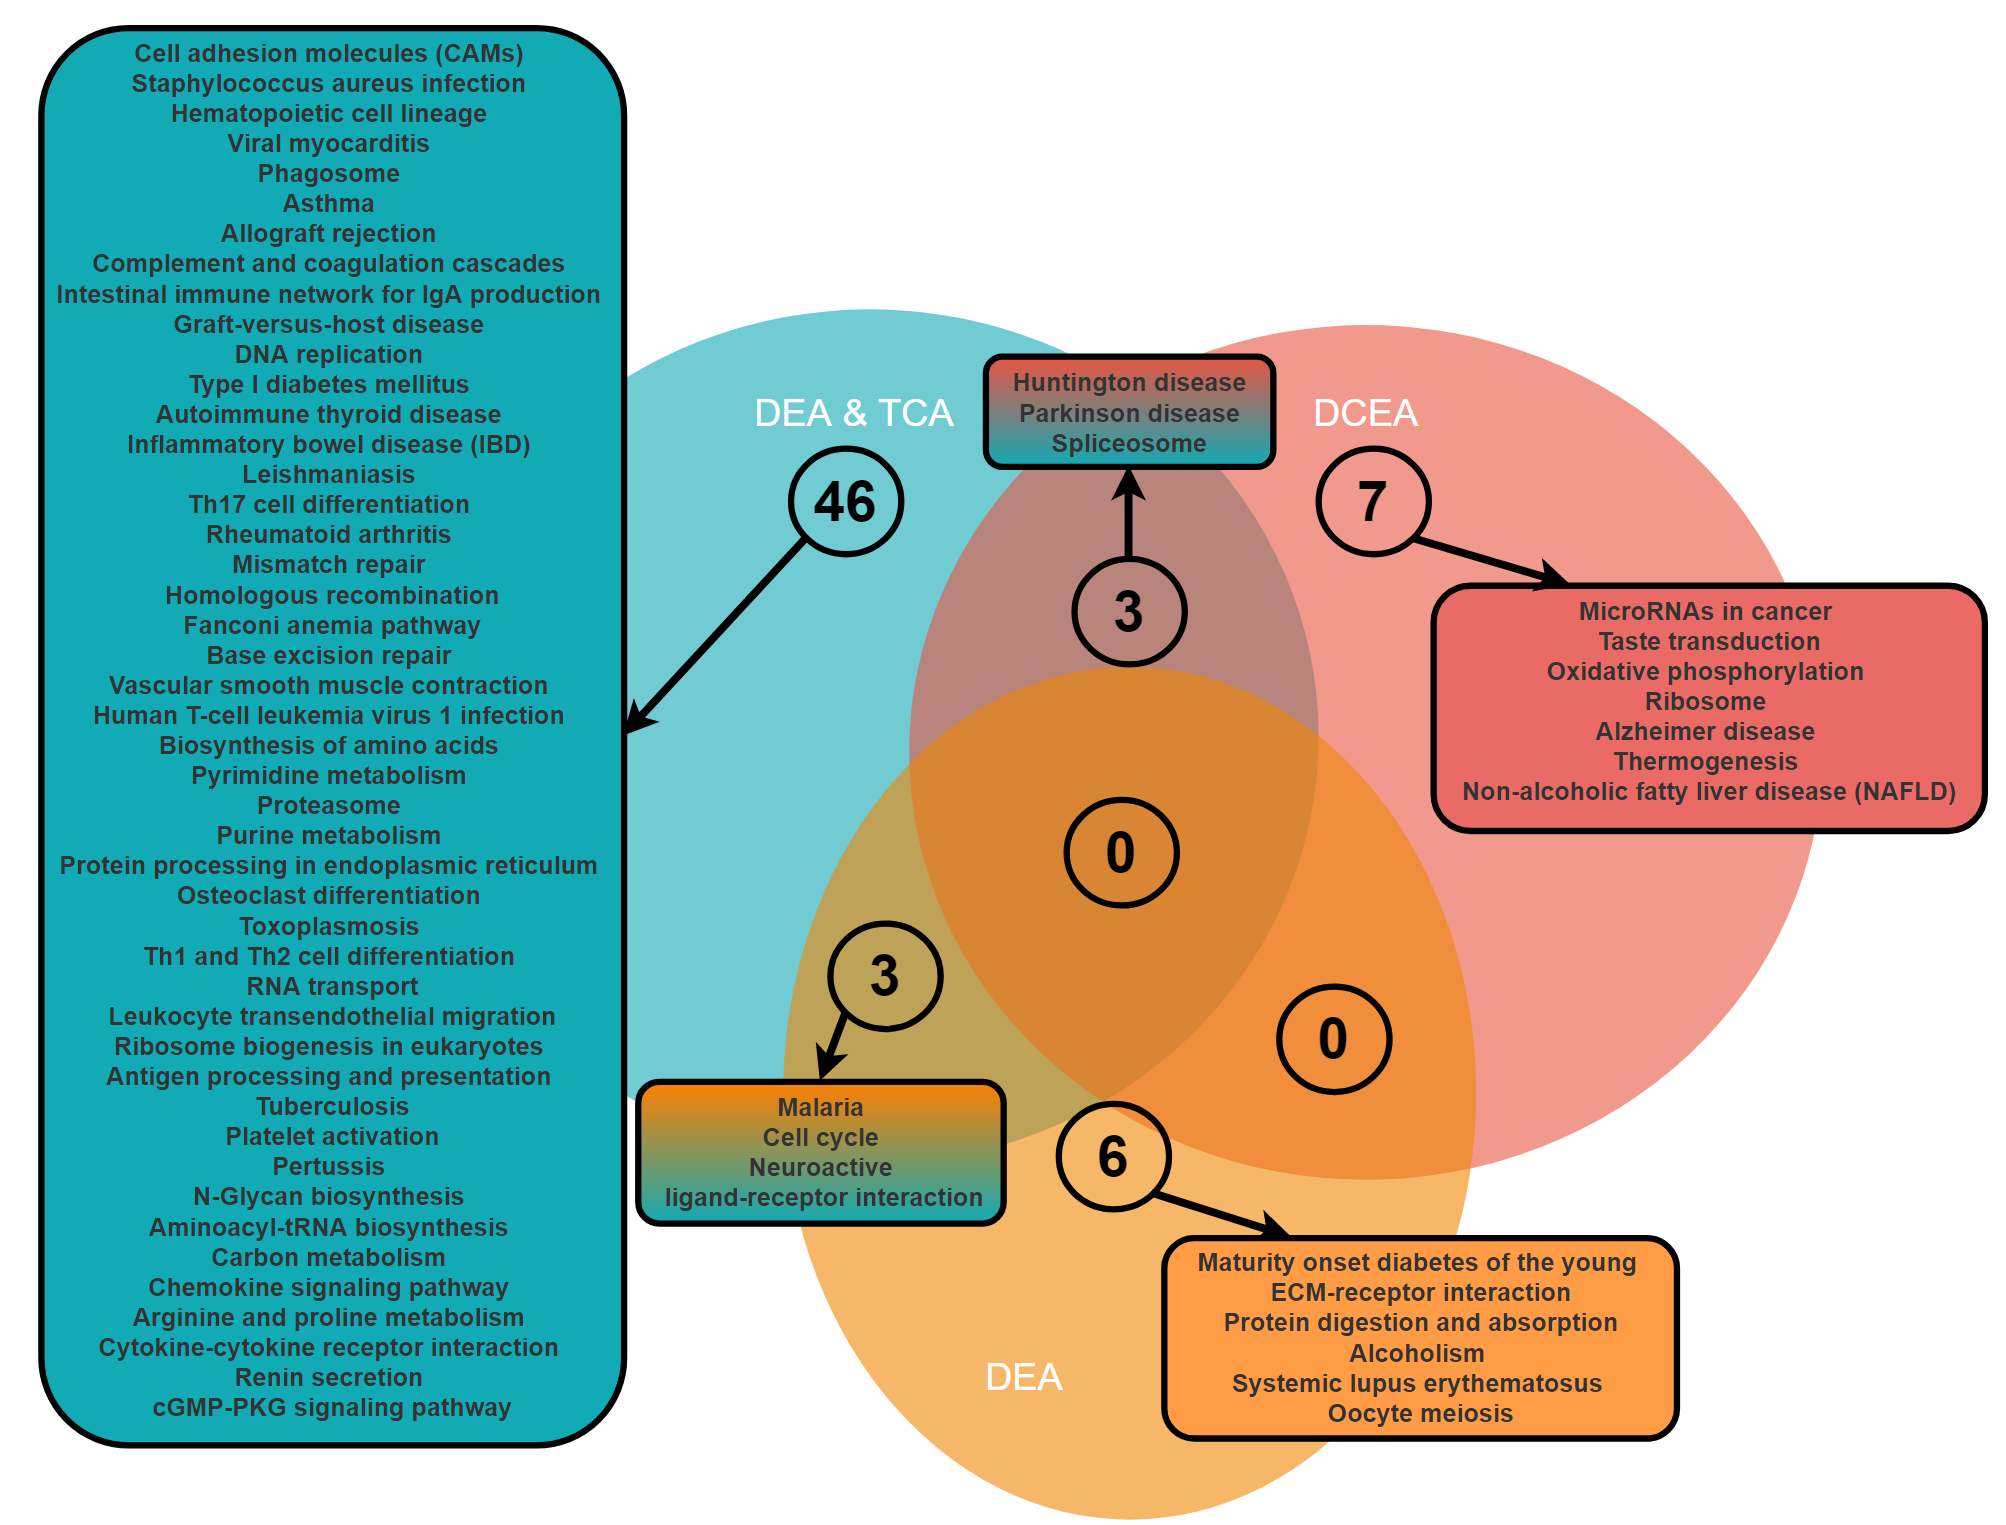 Cell adhesion molecules (CAMs)
Staphylococcus aureus infection
Hematopoietic cell lineage
Viral myocarditis
Phagosome
Asthma
Allograft rejection
Complement and coagulation cascades
Intestinal immune network for IgA production
Graft-versus-host disease
DNA replication
Type I diabetes mellitus
Autoimmune thyroid disease
Inflammatory bowel disease (IBD)
Leishmaniasis
Th17 cell differentiation
Rheumatoid arthritis
Mismatch repair
Homologous recombination
Fanconi anemia pathway
Base excision repair
Vascular smooth muscle contraction
Human T-cell leukemia virus 1 infection
Biosynthesis of amino acids
Pyrimidine metabolism
Proteasome
Purine metabolism
Protein processing in endoplasmic reticulum
Osteoclast differentiation
Toxoplasmosis
Th1 and Th2 cell differentiation
RNA transport
Leukocyte transendothelial migration
Ribosome biogenesis in eukaryotes
Antigen processing and presentation
Tuberculosis
Platelet activation
Pertussis
N-Glycan biosynthesis
Aminoacyl-tRNA biosynthesis
Carbon metabolism
Chemokine signaling pathway
Arginine and proline metabolism
Cytokine-cytokine receptor interaction
Renin secretion
cGMP-PKG signaling pathway
DEA & TCA
46
Huntington disease
Parkinson disease
Spliceosome
3
DCEA
7
MicroRNAs in cancer
Taste transduction
Oxidative phosphorylation
Ribosome
Alzheimer disease
Thermogenesis
Non-alcoholic fatty liver disease (NAFLD)
0
3
Malaria
Cell cycle
Neuroactive
ligand-receptor interaction
0
6
Maturity onset diabetes of the young
ECM-receptor interaction
Protein digestion and absorption
Alcoholism
Systemic lupus erythematosus
Oocyte meiosis
DEA